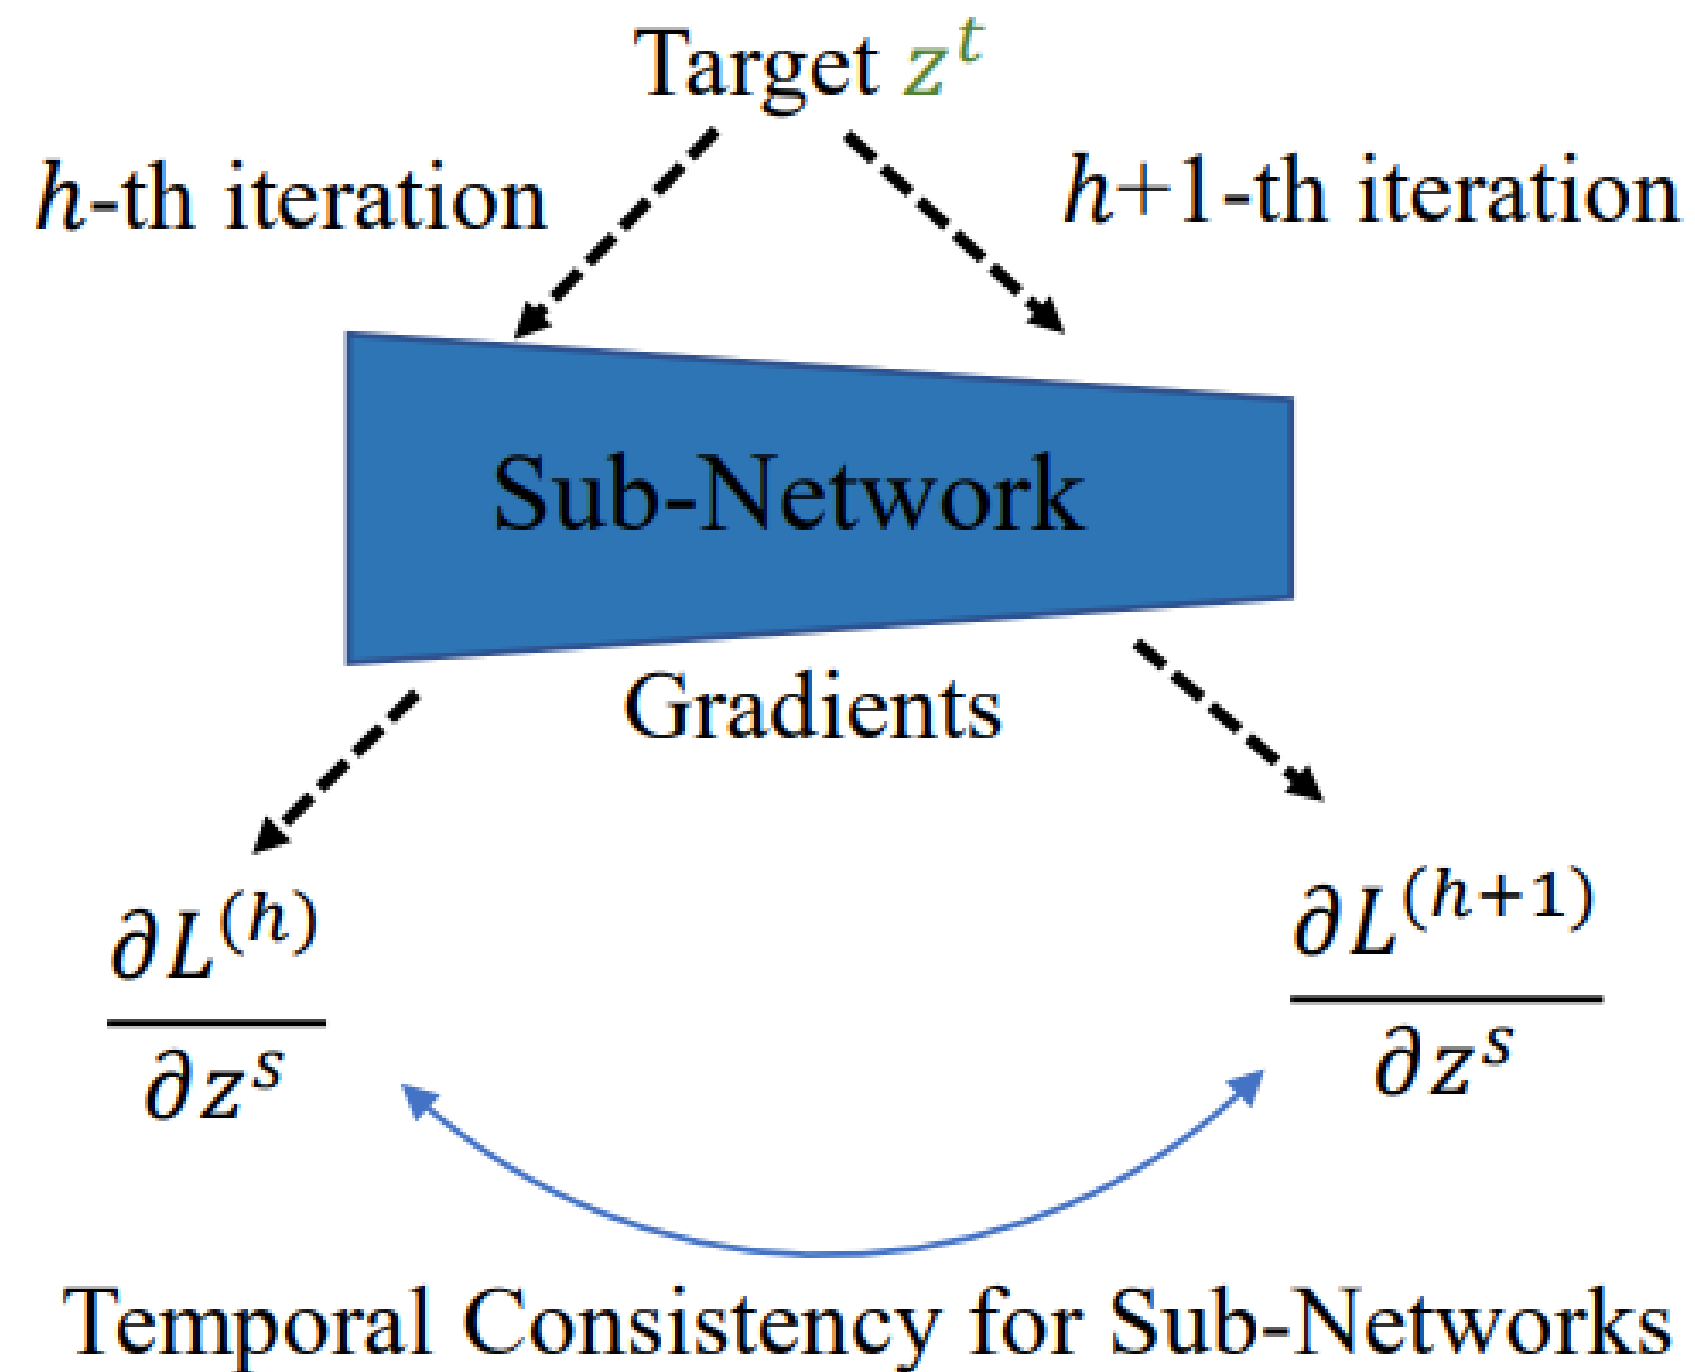 Target z^t
h-th iteration
h+1-th iteration
Sub-Network
Gradients
∂L^(h)
∂z^s
∂L^(h+1)
∂z^s
Temporal Consistency for Sub-Networks